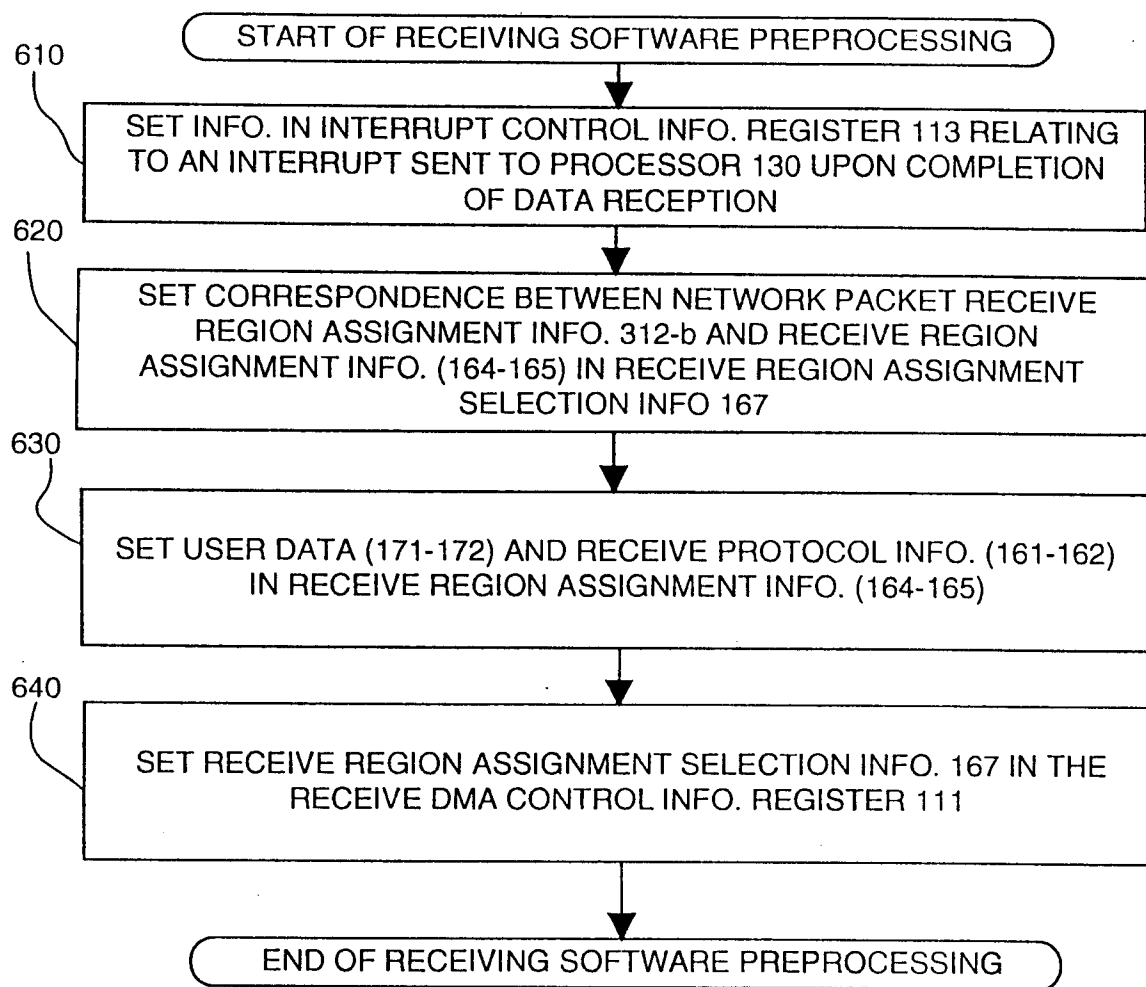 START OF RECEIVING SOFTWARE PREPROCESSING
610
SET INFO. IN INTERRUPT CONTROL INFO. REGISTER 113 RELATING
TO AN INTERRUPT SENT TO PROCESSOR 130 UPON COMPLETION
OF DATA RECEPTION
620
SET CORRESPONDENCE BETWEEN NETWORK PACKET RECEIVE
REGION ASSIGNMENT INFO. 312-b AND RECEIVE REGION
ASSIGNMENT INFO. (164-165) IN RECEIVE REGION ASSIGNMENT
SELECTION INFO 167
630
SET USER DATA (171-172) AND RECEIVE PROTOCOL INFO. (161-162)
IN RECEIVE REGION ASSIGNMENT INFO. (164-165)
640
SET RECEIVE REGION ASSIGNMENT SELECTION INFO. 167 IN THE
RECEIVE DMA CONTROL INFO. REGISTER 111
END OF RECEIVING SOFTWARE PREPROCESSING